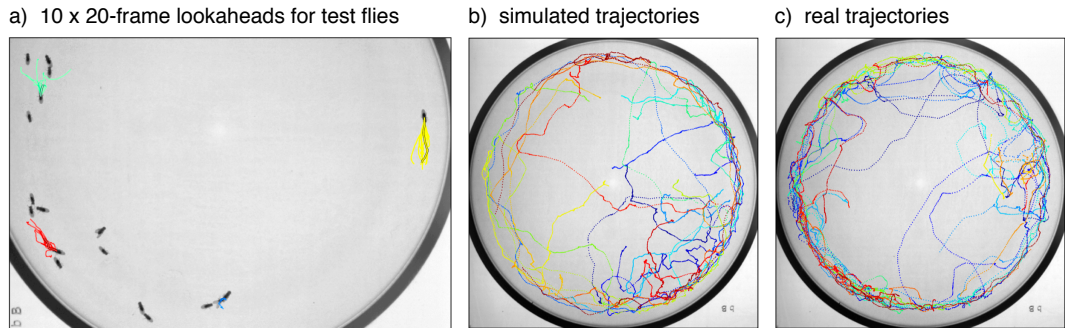 a) 10 x 20-frame lookaheads for test flies
b) simulated trajectories
c) real trajectories